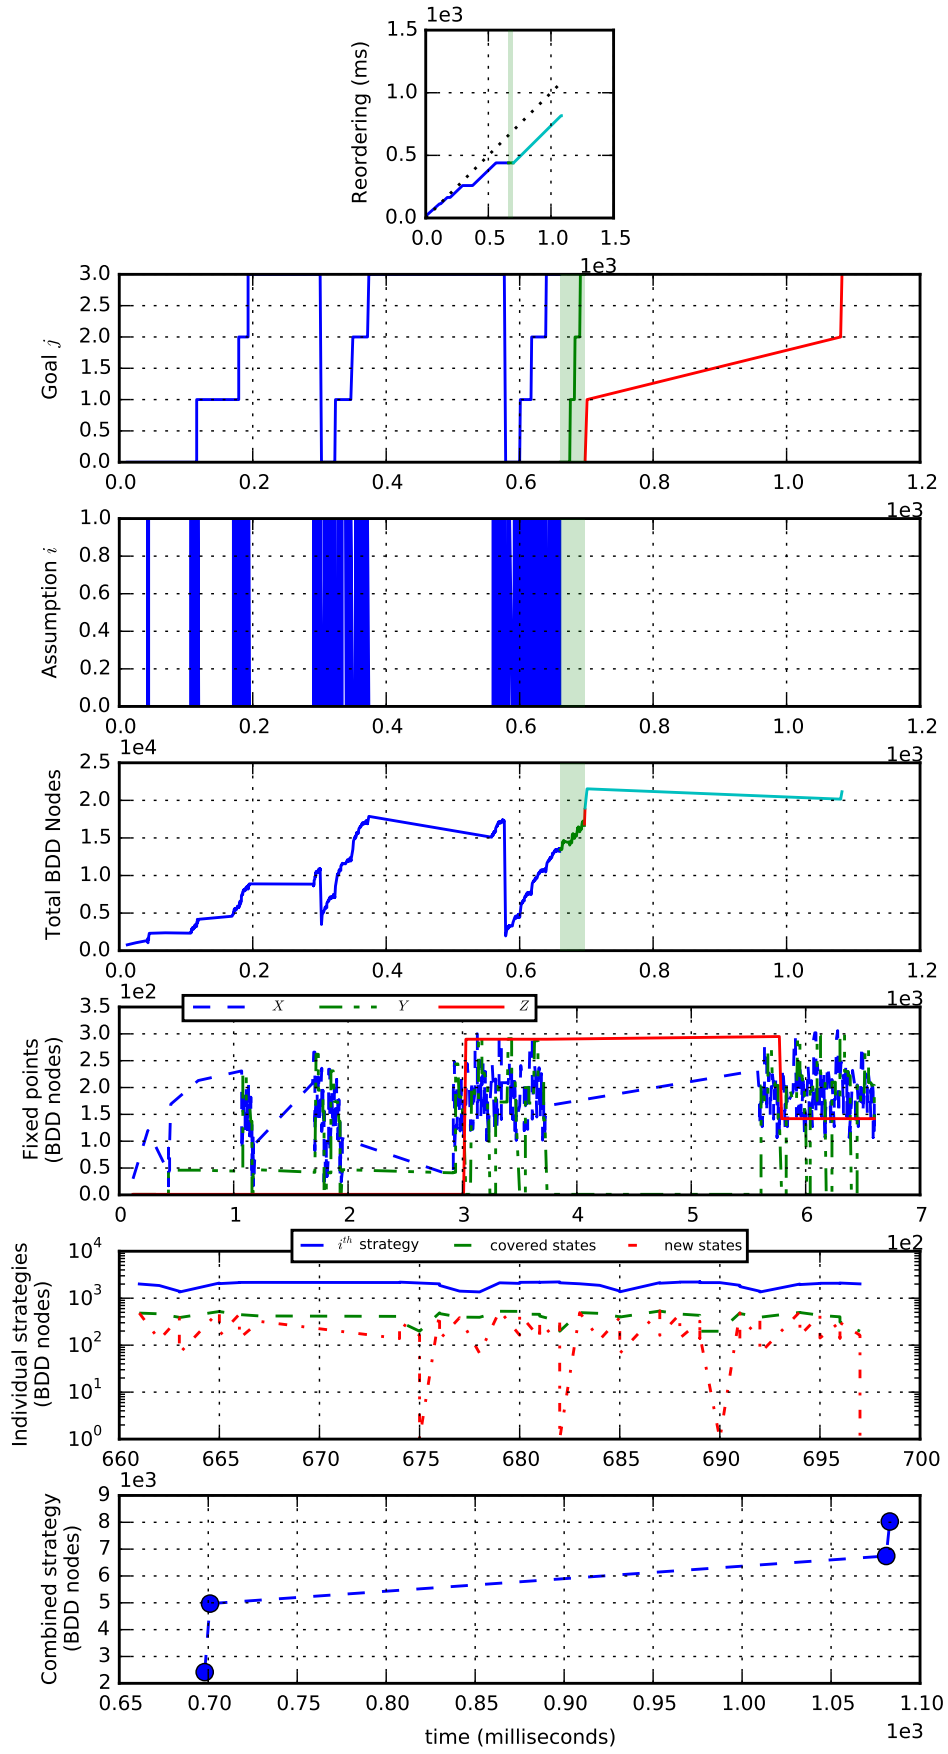 1e3
1.5
1.0
0.5
0.0
Reordering (ms)
0.0 0.5 1.0 1.5
1e3
3.0
2.5
2.0
1.5
1.0
0.5
0.0
Goal j
0.0 0.2 0.4 0.6 0.8 1.0 1.2
1e3
1.0
0.8
0.6
0.4
0.2
0.0
Assumption i
0.0 0.2 0.4 0.6 0.8 1.0 1.2
1e3
1e4
2.5
2.0
1.5
1.0
0.5
0.0
Total BDD Nodes
0.0 0.2 0.4 0.6 0.8 1.0 1.2
1e3
1e2
X Y Z
3.5
3.0
2.5
2.0
1.5
1.0
0.5
0.0
Fixed points
(BDD nodes)
0 1 2 3 4 5 6 7
1e2
i^th strategy covered states new states
10^4
10^3
10^2
10^1
10^0
Individual strategies
(BDD nodes)
660 665 670 675 680 685 690 695 700
1e3
9
8
7
6
5
4
3
2
Combined strategy
(BDD nodes)
0.65 0.70 0.75 0.80 0.85 0.90 0.95 1.00 1.05 1.10
time (milliseconds)
1e3